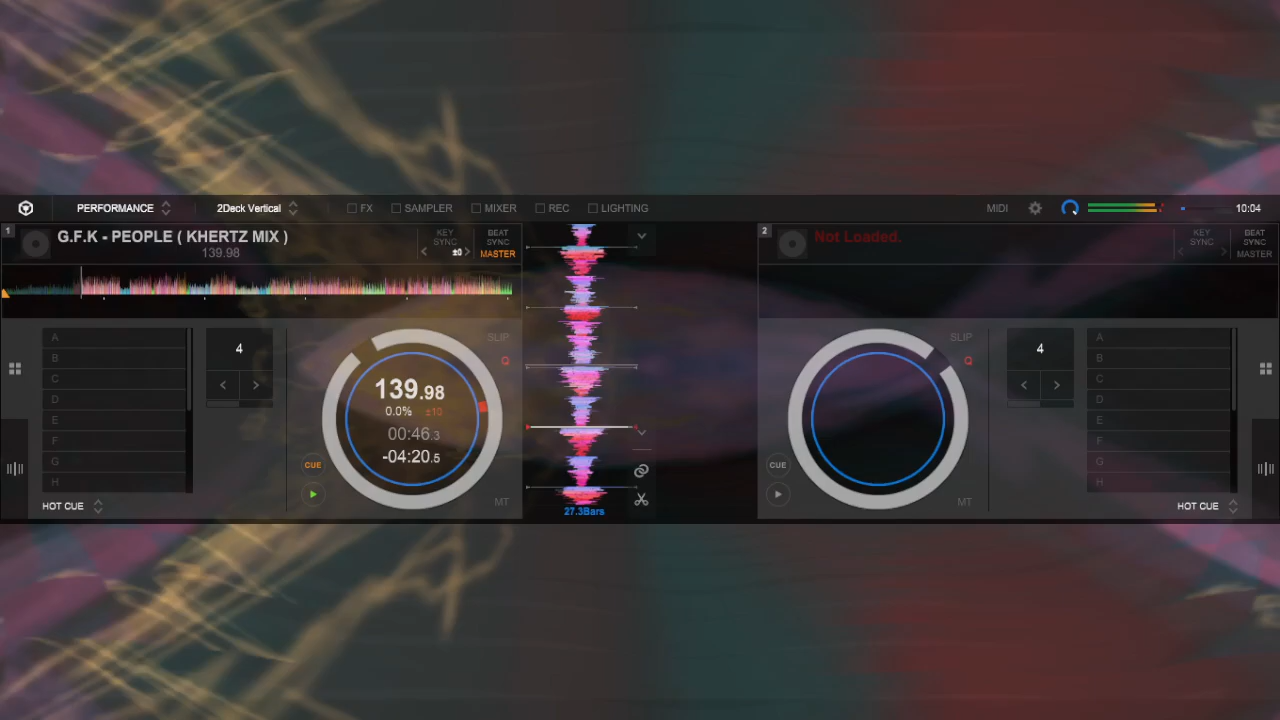 PERFORMANCE 2Deck Vertical FX SAMPLER MIXER REC LIGHTING MIDI 10:04
1 G.F.K - PEOPLE ( KHERTZ MIX )
139.98
KEY SYNC
±0
BEAT SYNC
MASTER
A
B
C
D
E
F
G
H
HOT CUE
4
SLIP
Q
139.98
0.0% ±10
00:46.3
-04:20.5
CUE
MT
27.3Bars
2 Not Loaded.
KEY SYNC
BEAT SYNC
MASTER
SLIP
Q
CUE
MT
4
A
B
C
D
E
F
G
H
HOT CUE